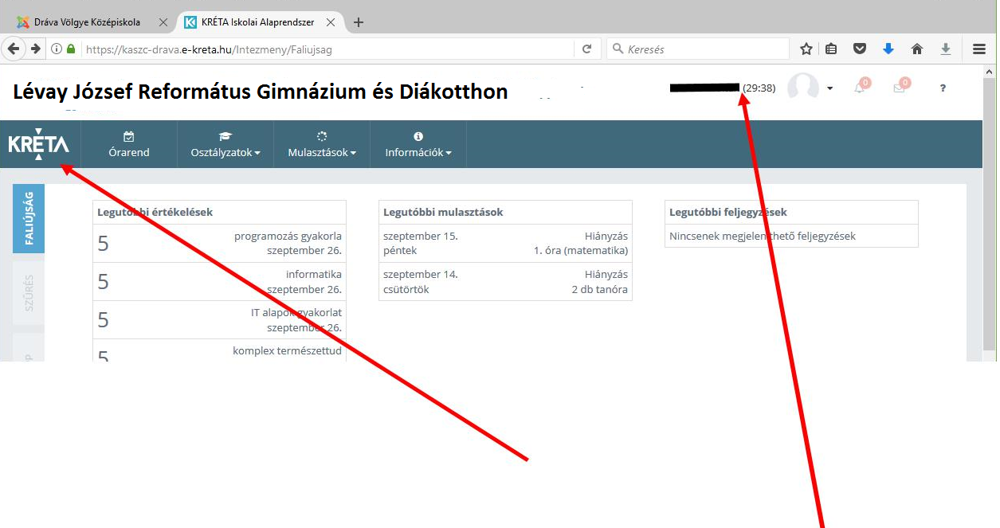 Dráva Völgye Középiskola
KRÉTA Iskolai Alaprendszer
https://kaszc-drava.e-kreta.hu/Intezmeny/Faliujsag
Keresés
Lévay József Református Gimnázium és Diákotthon
(29:38)
0
0
?
KRÉTA
Órarend
Osztályzatok
Mulasztások
Információk
FALIÚJSÁG
SZŰRÉS
Legutóbbi értékelések
5 programozás gyakorla
szeptember 26.
5 informatika
szeptember 26.
5 IT alapok gyakorlat
szeptember 26.
5 komplex természettud
Legutóbbi mulasztások
szeptember 15. Hiányzás
péntek 1. óra (matematika)
szeptember 14. Hiányzás
csütörtök 2 db tanóra
Legutóbbi feljegyzések
Nincsenek megjeleníthető feljegyzések